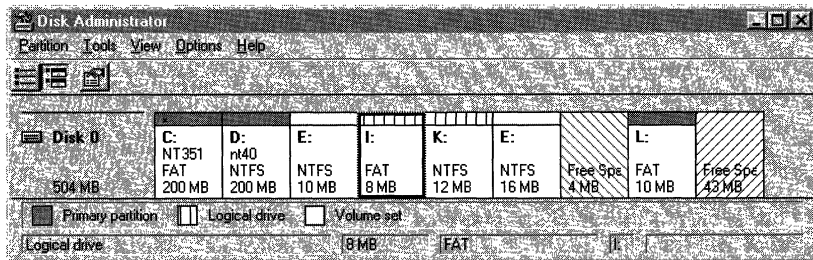 Disk Administrator
Partition Tools View Options Help
Disk 0
504 MB
C:
NT351
FAT
200 MB
D:
nt40
NTFS
200 MB
E:
NTFS
10 MB
I:
FAT
8 MB
K:
NTFS
12 MB
E:
NTFS
16 MB
Free Spa
4 MB
L:
FAT
10 MB
Free Spa
43 MB
Primary partition Logical drive Volume set
Logical drive 8 MB FAT I: